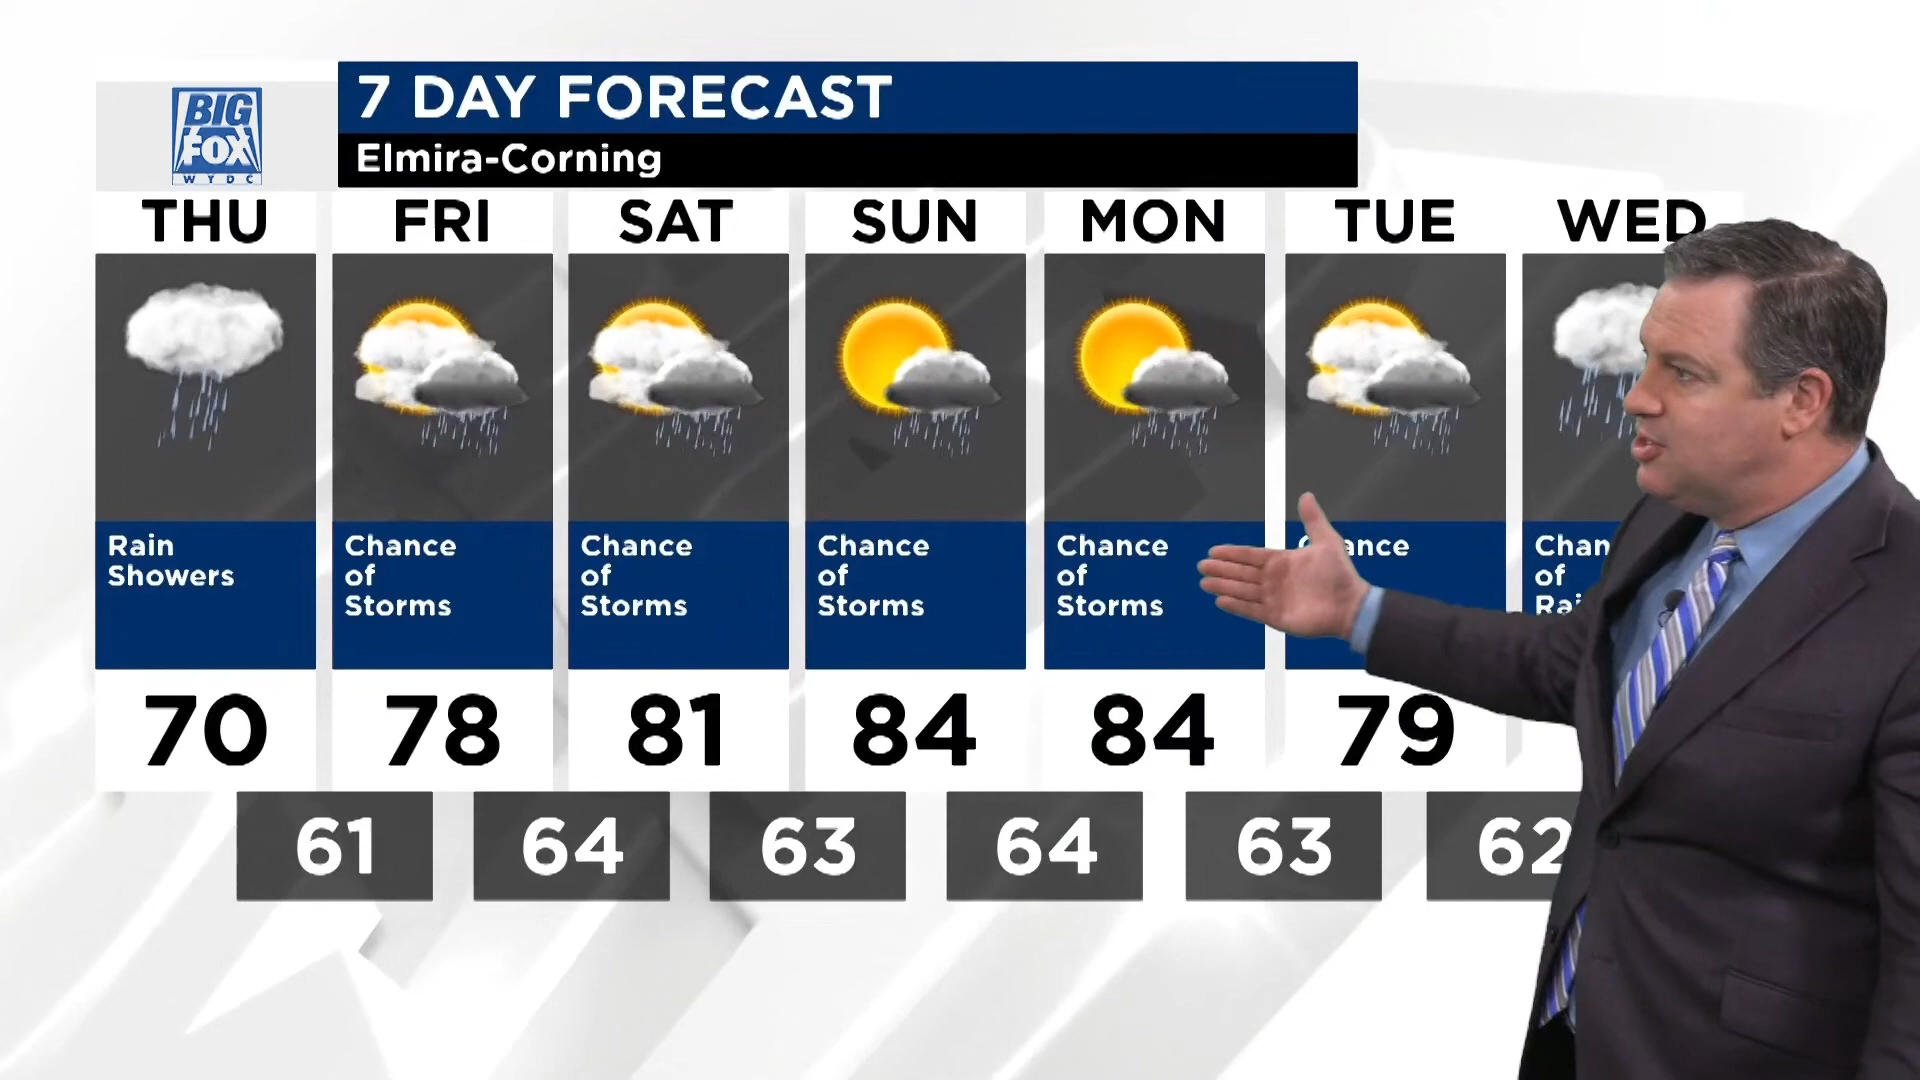 BIG
FOX
WYDC
7 DAY FORECAST
Elmira-Corning
THU
FRI
SAT
SUN
MON
TUE
WED
Rain
Showers
Chance
of
Storms
Chance
of
Storms
Chance
of
Storms
Chance
of
Storms
70
78
81
84
84
79
61
64
63
64
63
62
of